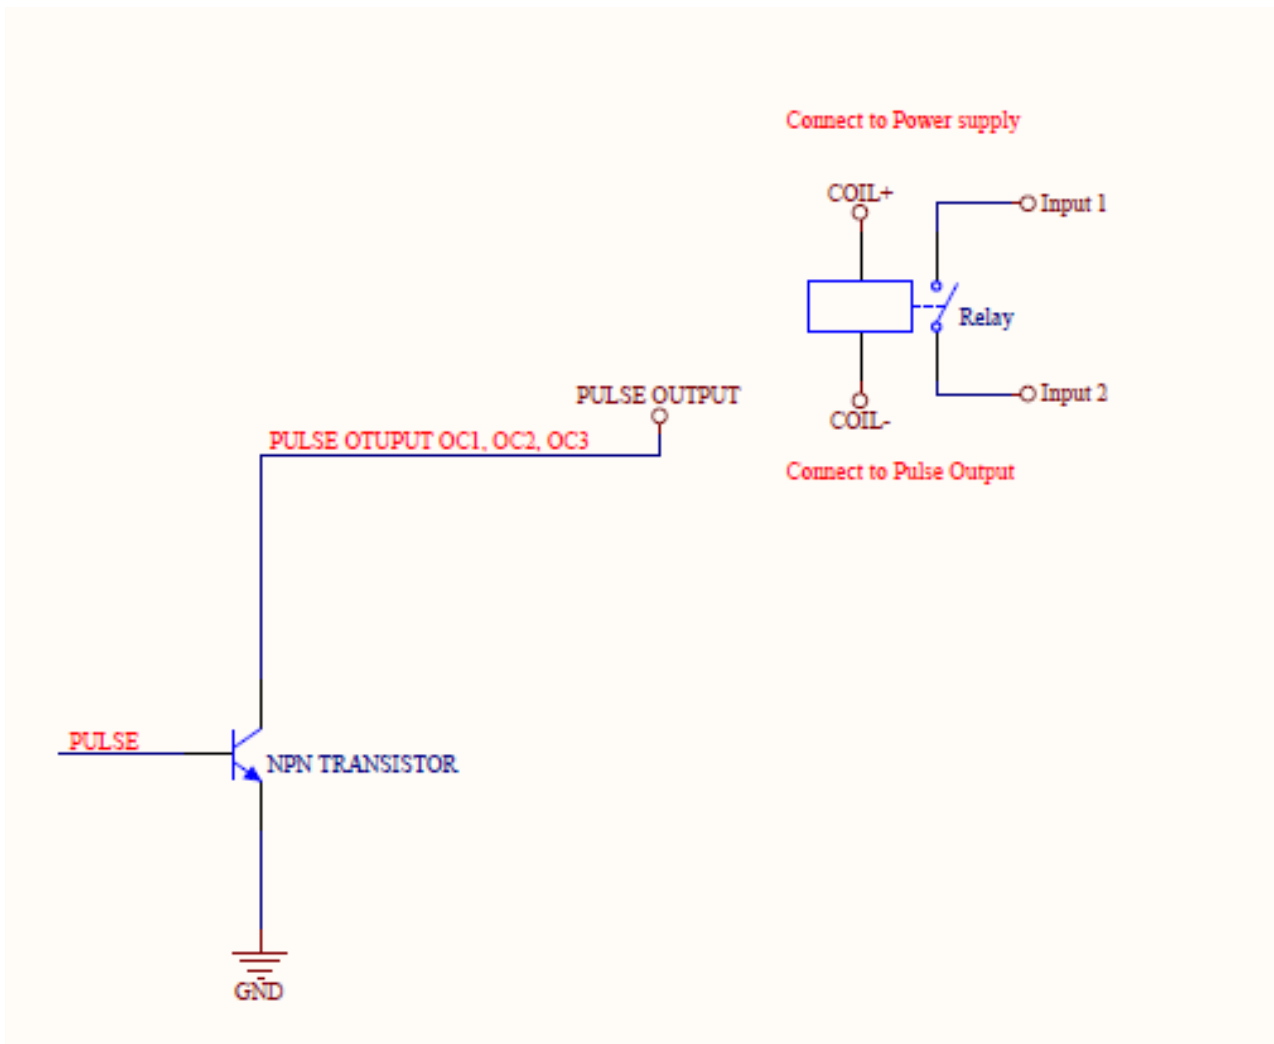 Connect to Power supply
COIL+
Input 1
Relay
PULSE OUTPUT
Input 2
COIL-
PULSE OTUPUT OC1, OC2, OC3
Connect to Pulse Output
PULSE
NPN TRANSISTOR
GND